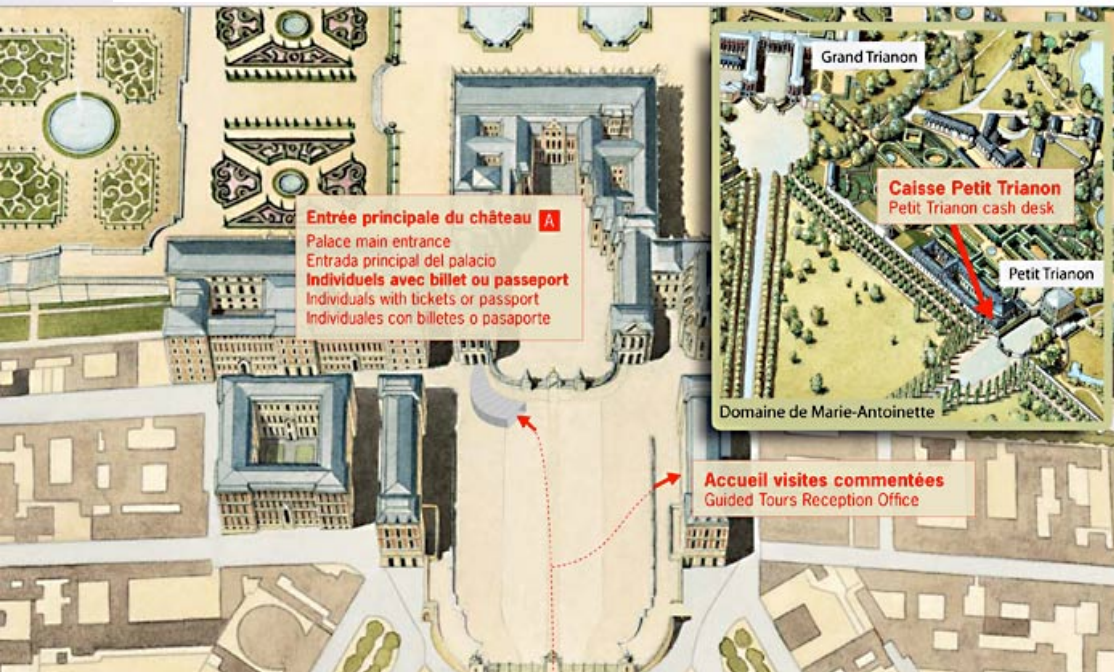 Entrée principale du château A
Palace main entrance
Entrada principal del palacio
Individuels avec billet ou passeport
Individuals with tickets or passport
Individuales con billetes o pasaporte
Grand Trianon
Caisse Petit Trianon
Petit Trianon cash desk
Petit Trianon
Domaine de Marie-Antoinette
Accueil visites commentées
Guided Tours Reception Office